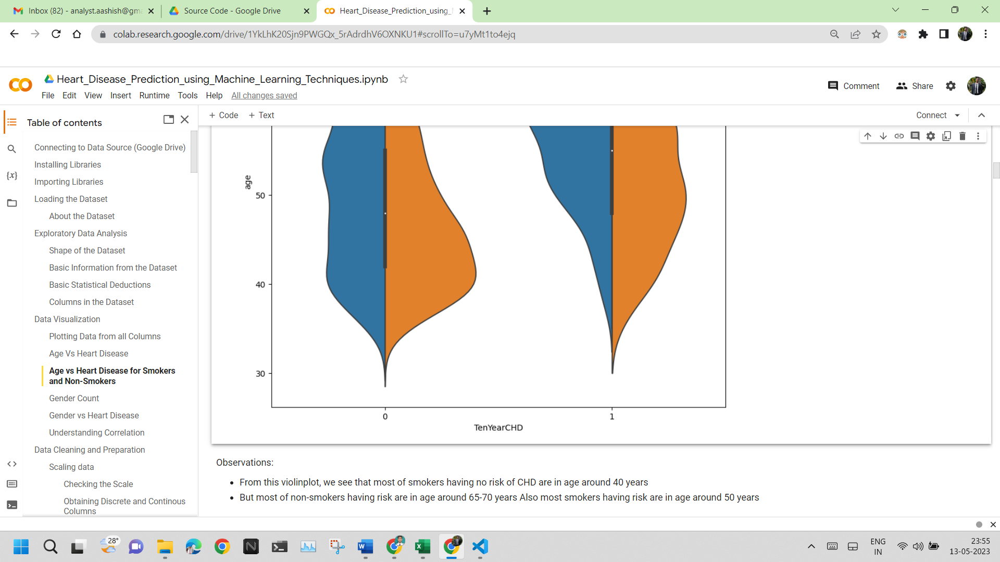 Inbox (82) - analyst.aashish@gm
Source Code - Google Drive
Heart_Disease_Prediction_using_
colab.research.google.com/drive/1YkLhK20Sjn9PWGQx_5rAdrdhV6OXNKU1#scrollTo=u7yMt1to4ejq
Heart_Disease_Prediction_using_Machine_Learning_Techniques.ipynb
File Edit View Insert Runtime Tools Help All changes saved
Comment
Share
Table of contents
+ Code + Text
Connect
Connecting to Data Source (Google Drive)
Installing Libraries
Importing Libraries
Loading the Dataset
About the Dataset
Exploratory Data Analysis
Shape of the Dataset
Basic Information from the Dataset
Basic Statistical Deductions
Columns in the Dataset
Data Visualization
Plotting Data from all Columns
Age Vs Heart Disease
Age vs Heart Disease for Smokers
and Non-Smokers
Gender Count
Gender vs Heart Disease
Understanding Correlation
Data Cleaning and Preparation
Scaling data
Checking the Scale
Obtaining Discrete and Continous
Columns
{x}
age
50
40
30
0
1
TenYearCHD
Observations:
• From this violinplot, we see that most of smokers having no risk of CHD are in age around 40 years
• But most of non-smokers having risk are in age around 65-70 years Also most smokers having risk are in age around 50 years
28°
ENG
IN
23:55
13-05-2023